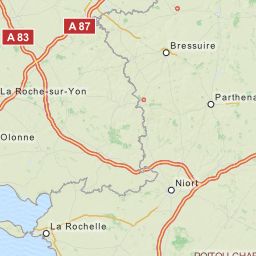 A 87
A 83
Bressuire
La Roche-sur-Yon
Parthena
Olonne
Niort
La Rochelle
POITOU-CHAR